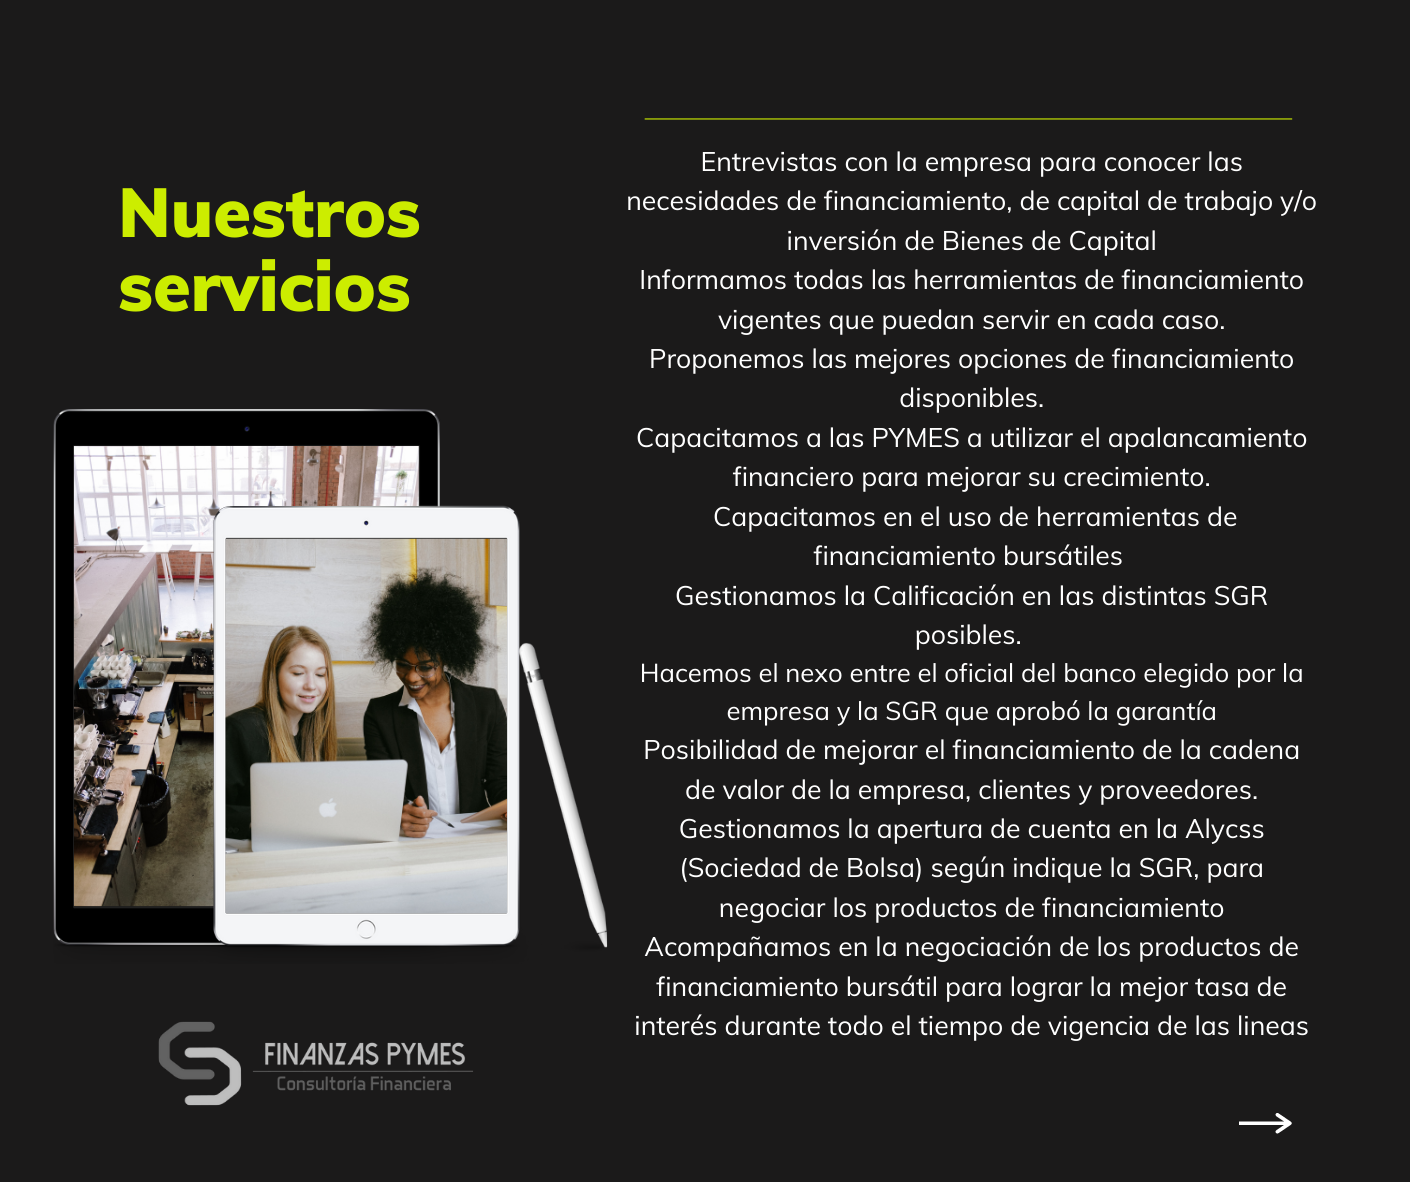 Nuestros
servicios
Entrevistas con la empresa para conocer las
necesidades de financiamiento, de capital de trabajo y/o
inversión de Bienes de Capital
Informamos todas las herramientas de financiamiento
vigentes que puedan servir en cada caso.
Proponemos las mejores opciones de financiamiento
disponibles.
Capacitamos a las PYMES a utilizar el apalancamiento
financiero para mejorar su crecimiento.
Capacitamos en el uso de herramientas de
financiamiento bursátiles
Gestionamos la Calificación en las distintas SGR
posibles.
Hacemos el nexo entre el oficial del banco elegido por la
empresa y la SGR que aprobó la garantía
Posibilidad de mejorar el financiamiento de la cadena
de valor de la empresa, clientes y proveedores.
Gestionamos la apertura de cuenta en la Alycss
(Sociedad de Bolsa) según indique la SGR, para
negociar los productos de financiamiento
Acompañamos en la negociación de los productos de
financiamiento bursátil para lograr la mejor tasa de
interés durante todo el tiempo de vigencia de las lineas
FINANZAS PYMES
Consultoría Financiera